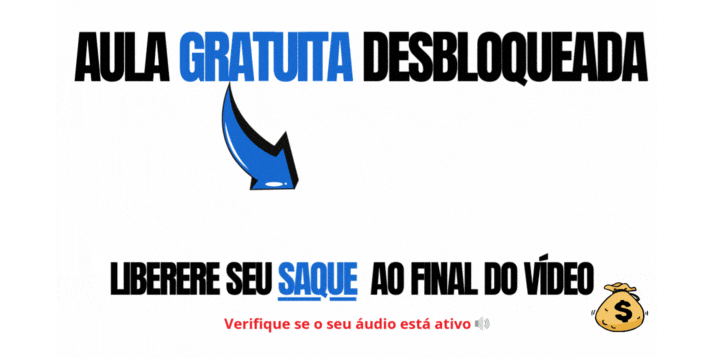 AULA GRATUITA DESBLOQUEADA
LIBERERE SEU SAQUE AO FINAL DO VÍDEO
$
Verifique se o seu áudio está ativo